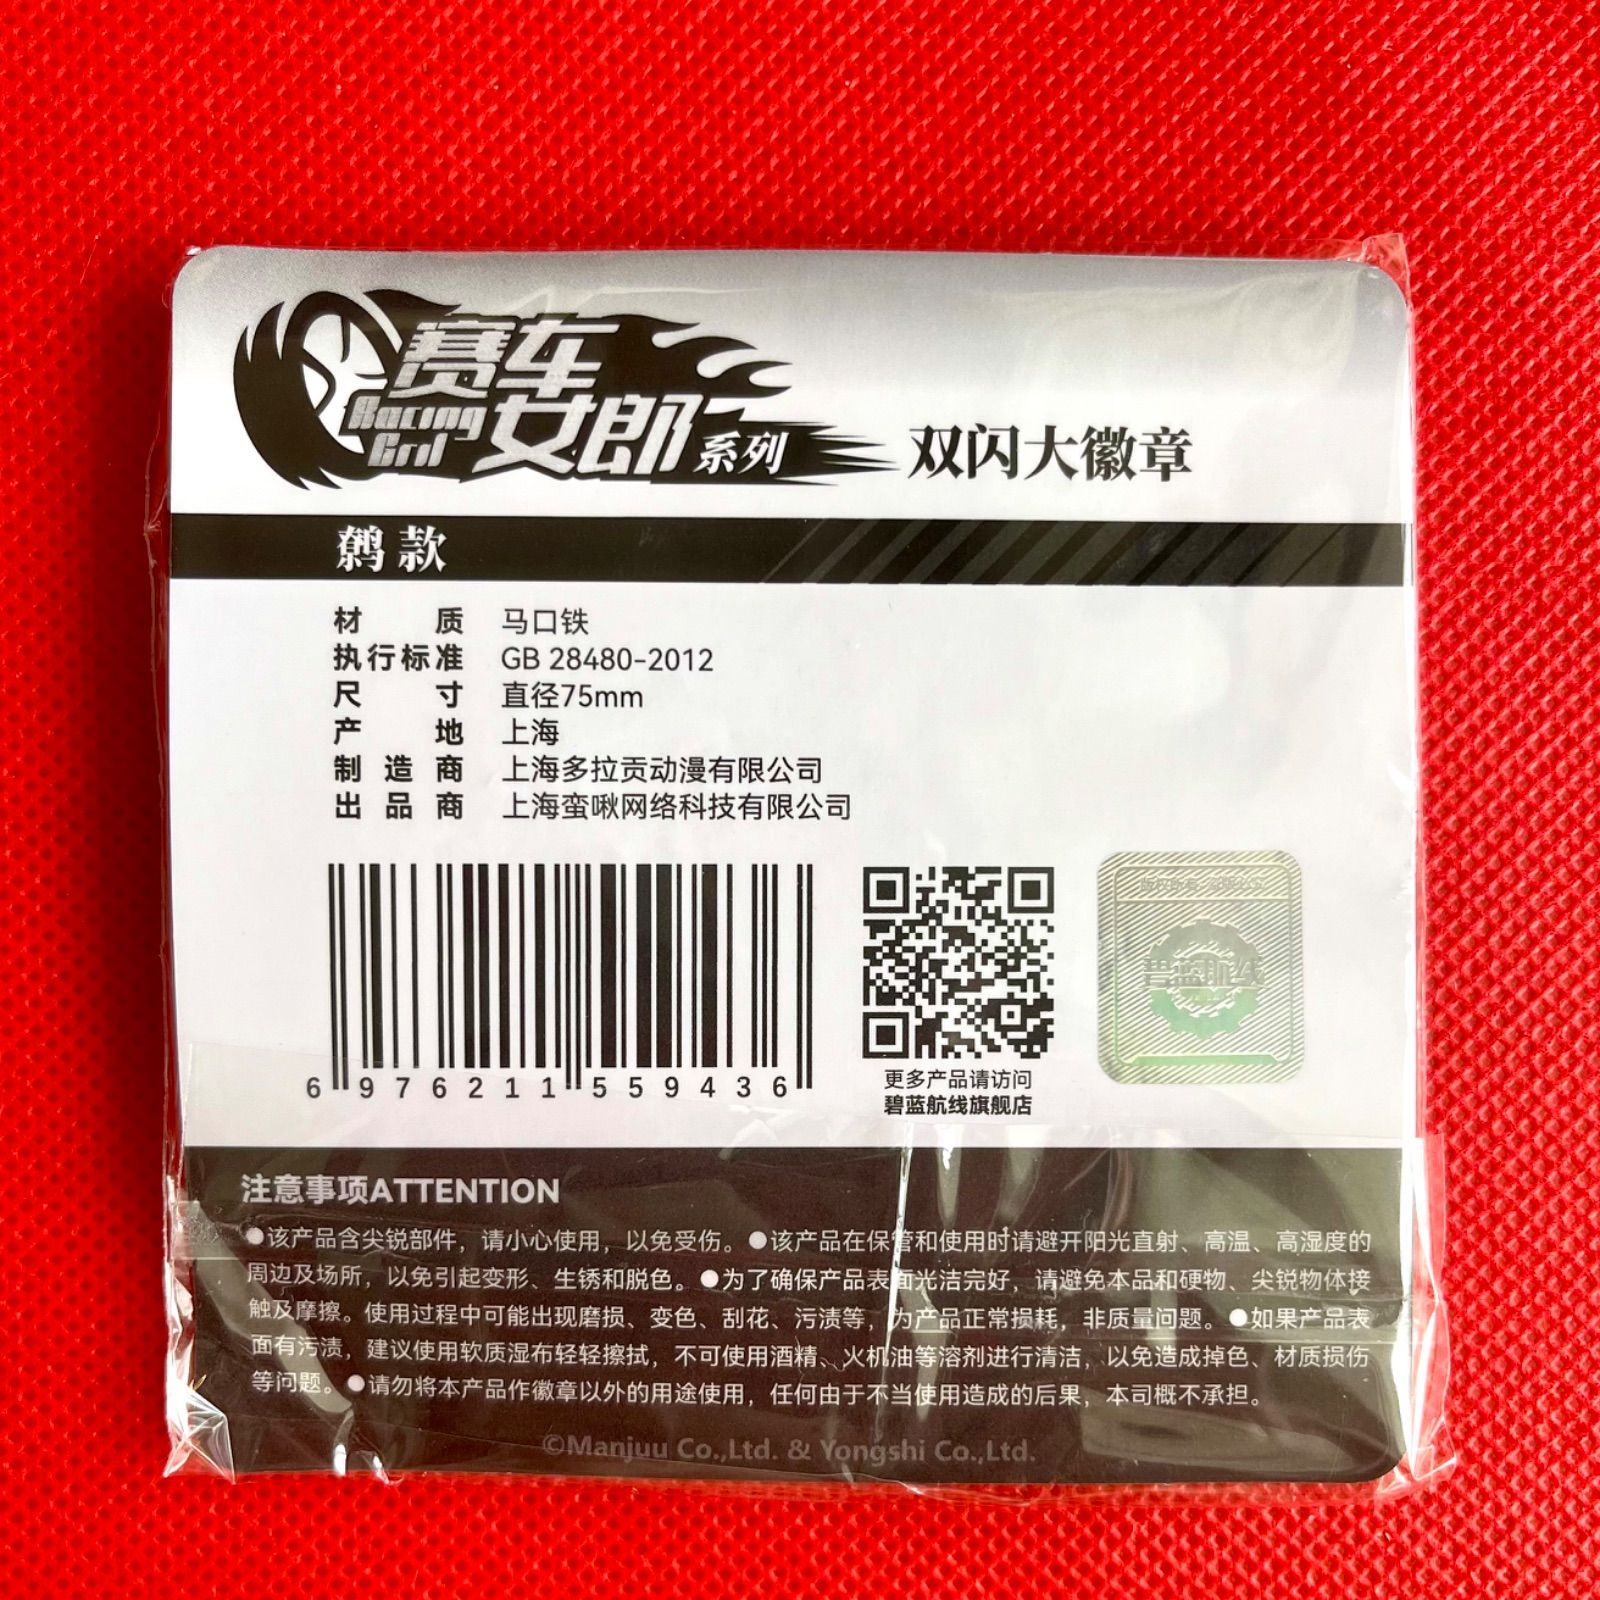 赛车
Racing
Girl
女郎系列
双闪大徽章
鹩款
材质 马口铁
执行标准 GB 28480-2012
尺寸 直径75mm
产地 上海
制造商 上海多拉贡动漫有限公司
出品商 上海蛮啾网络科技有限公司
6 976211 559436
更多产品请访问
碧蓝航线旗舰店
注意事项ATTENTION
●该产品含尖锐部件，请小心使用，以免受伤。●该产品在保管和使用时请避开阳光直射、高温、高湿度的
周边及场所，以免引起变形、生锈和脱色。●为了确保产品表面光洁完好，请避免本品和硬物、尖锐物体接
触及摩擦。使用过程中可能出现磨损、变色、刮花、污渍等，为产品正常损耗，非质量问题。●如果产品表
面有污渍，建议使用软质湿布轻轻擦拭，不可使用酒精、火机油等溶剂进行清洁，以免造成掉色、材质损伤
等问题。●请勿将本产品作徽章以外的用途使用，任何由于不当使用造成的后果，本司概不承担。
©Manjuu Co.,Ltd. & Yongshi Co.,Ltd.